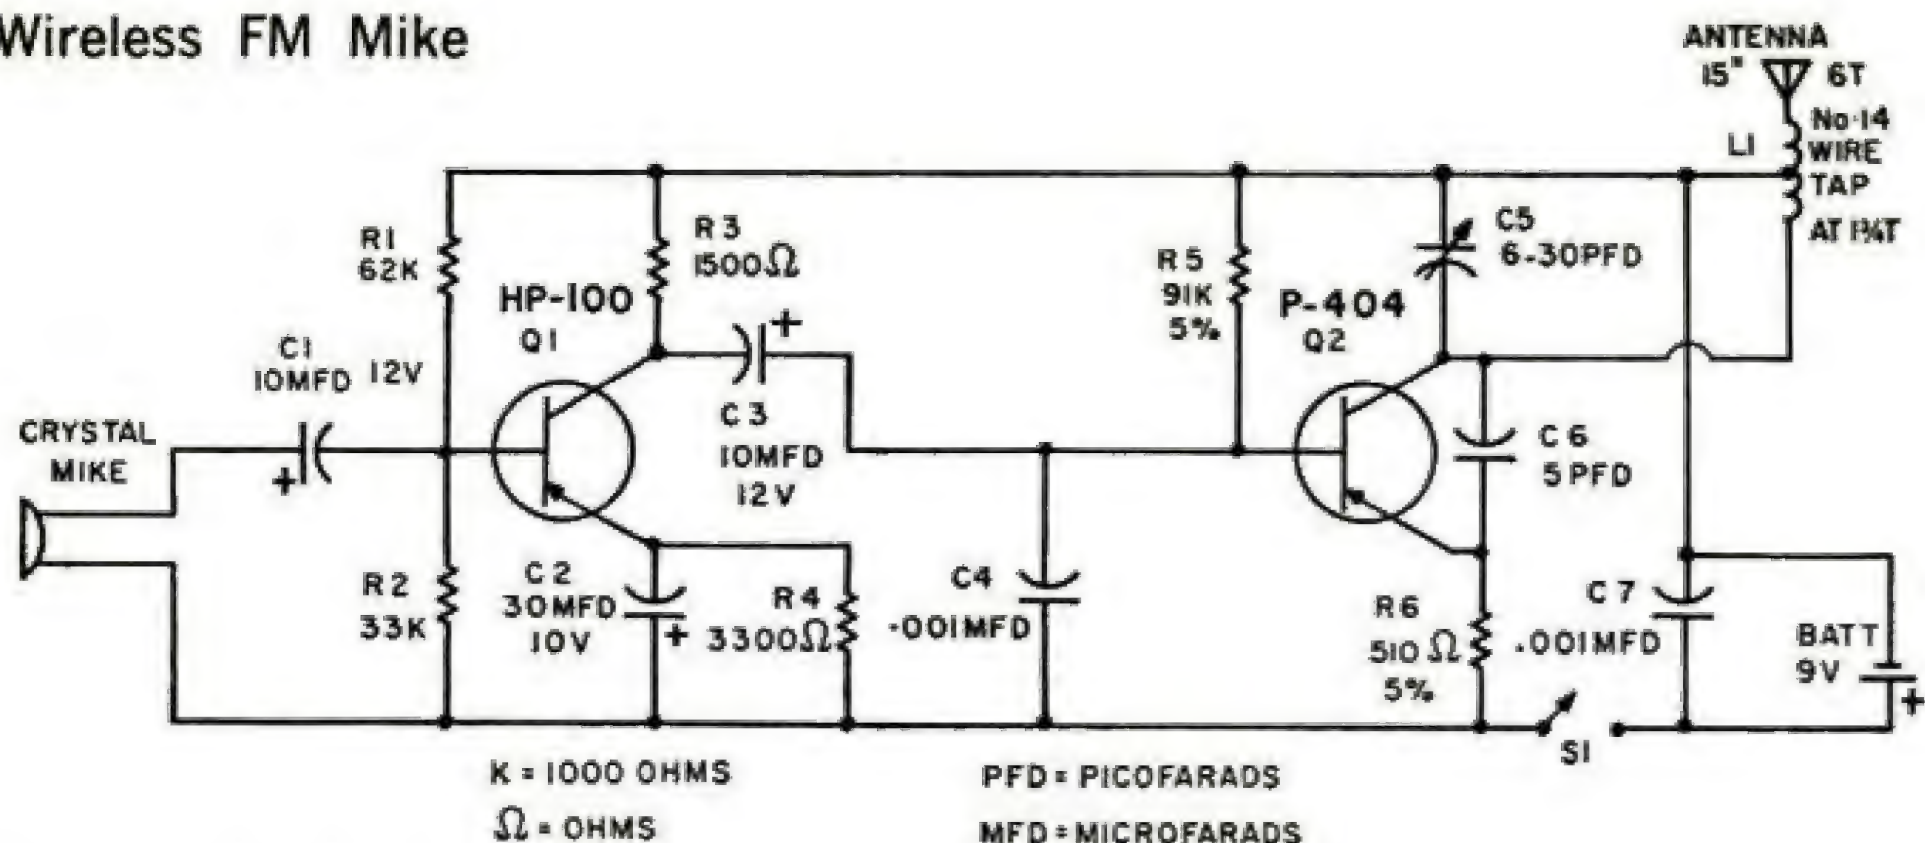 Wireless FM Mike
ANTENNA
15" 6T
No.14
L1 WIRE
TAP
AT 1¾T
R1
62K
R3
1500Ω
HP-100
Q1
C1
10MFD 12V
CRYSTAL
MIKE
+
+
C3
10MFD
12V
R5
91K
5%
P-404
Q2
C5
6-30PFD
C6
5PFD
R2
33K
C2
30MFD
10V
+
R4
3300Ω
C4
.001MFD
R6
510Ω
5%
C7
.001MFD
BATT
9V
+
S1
K = 1000 OHMS
Ω = OHMS
PFD = PICOFARADS
MFD = MICROFARADS